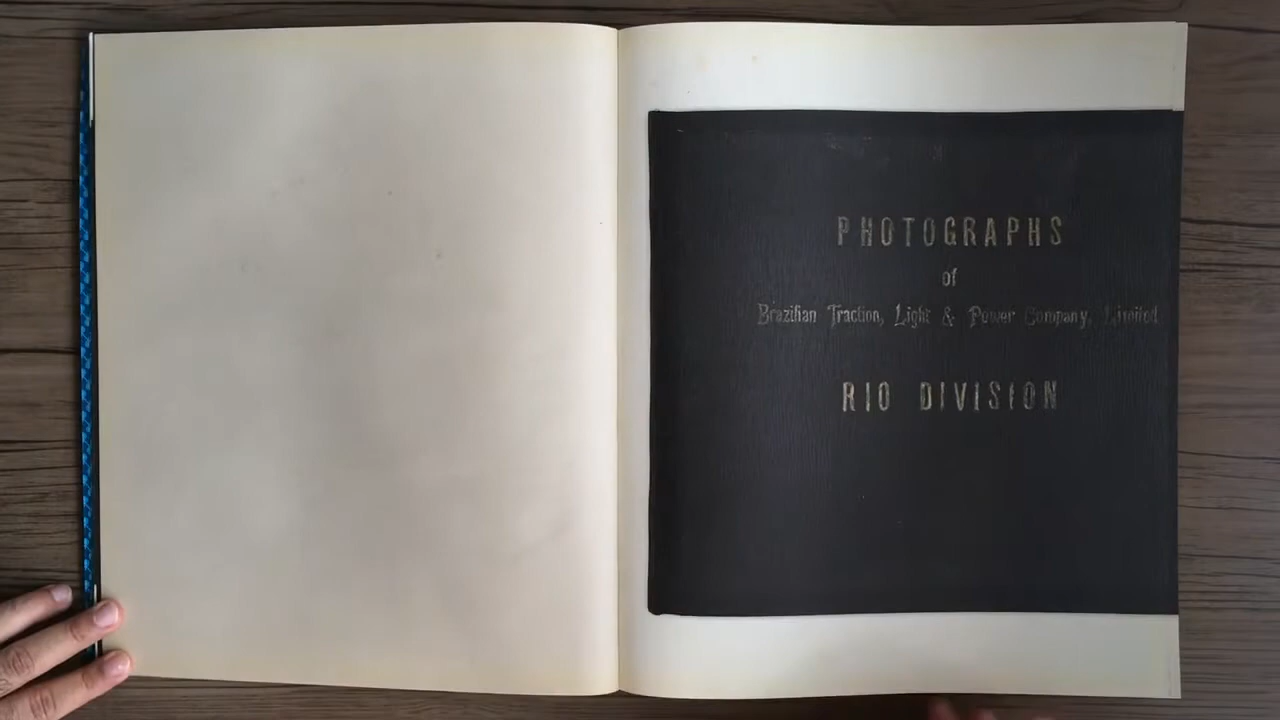 PHOTOGRAPHS
of
Brazilian Traction, Light & Power Company, Limited
RIO DIVISION